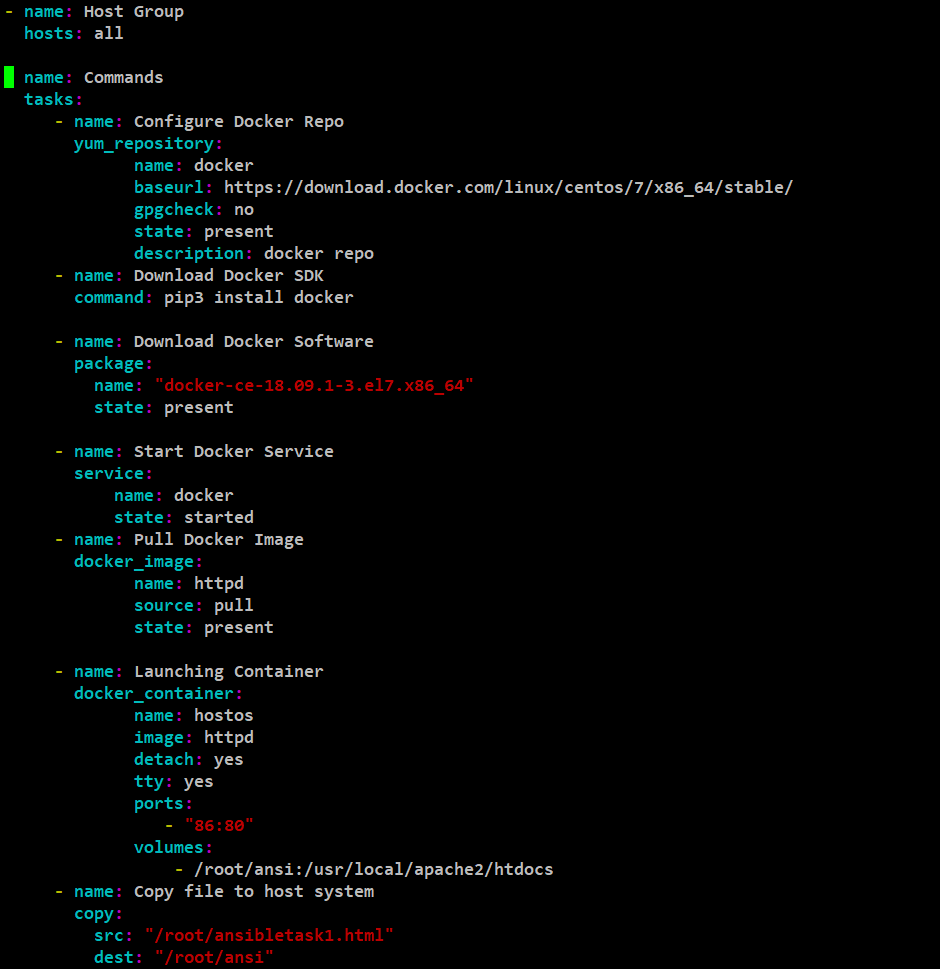 - name: Host Group
  hosts: all

  name: Commands
  tasks:
     - name: Configure Docker Repo
       yum_repository:
             name: docker
             baseurl: https://download.docker.com/linux/centos/7/x86_64/stable/
             gpgcheck: no
             state: present
             description: docker repo
     - name: Download Docker SDK
       command: pip3 install docker

     - name: Download Docker Software
       package:
         name: "docker-ce-18.09.1-3.el7.x86_64"
         state: present

     - name: Start Docker Service
       service:
           name: docker
           state: started
     - name: Pull Docker Image
       docker_image:
             name: httpd
             source: pull
             state: present

     - name: Launching Container
       docker_container:
             name: hostos
             image: httpd
             detach: yes
             tty: yes
             ports:
                - "86:80"
             volumes:
                 - /root/ansi:/usr/local/apache2/htdocs
     - name: Copy file to host system
       copy:
         src: "/root/ansibletask1.html"
         dest: "/root/ansi"